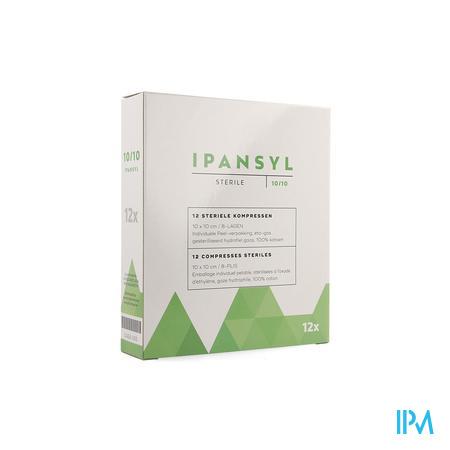 IPANSYL
STERILE 10/10
12 STERIELE KOMPRESSEN
10 x 10 cm / 8-LAGEN
Individuele Peel-verpakking, eto-gas
gesteriliseerd hydrofiel gaas, 100% katoen
12 COMPRESSES STERILES
10 x 10 cm / 8-PLIS
Emballage individuel pelable, sterilisées à l'oxyde
d'éthylène, gaze hydrophile, 100% coton
12x
10/10
IPANSYL
12x
IPM